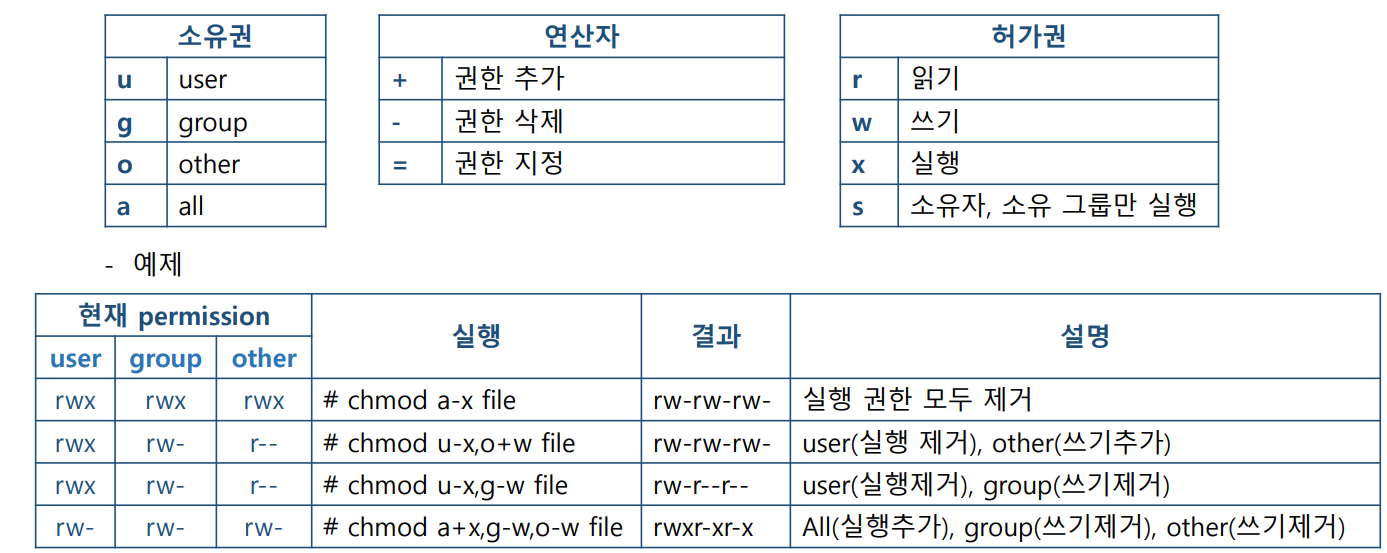 소유권
u user
g group
o other
a all
연산자
+ 권한 추가
- 권한 삭제
= 권한 지정
허가권
r 읽기
w 쓰기
x 실행
s 소유자, 소유 그룹만 실행
- 예제
현재 permission 실행 결과 설명
user group other
rwx rwx rwx # chmod a-x file rw-rw-rw- 실행 권한 모두 제거
rwx rw- r-- # chmod u-x,o+w file rw-rw-rw- user(실행 제거), other(쓰기추가)
rwx rw- r-- # chmod u-x,g-w file rw-r--r-- user(실행제거), group(쓰기제거)
rw- rw- rw- # chmod a+x,g-w,o-w file rwxr-xr-x All(실행추가), group(쓰기제거), other(쓰기제거)